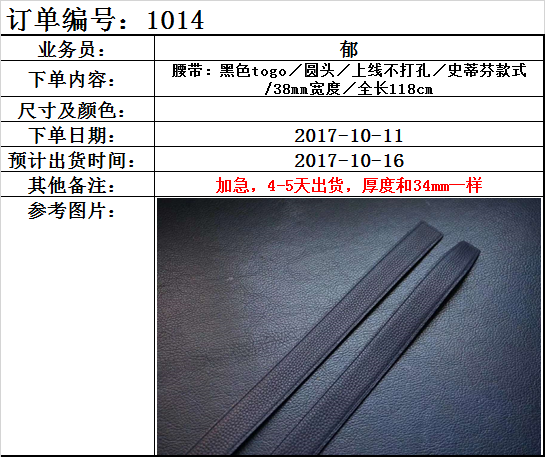 订单编号：1014
业务员： 郁
下单内容： 腰带：黑色togo／圆头／上线不打孔／史蒂芬款式
/38mm宽度／全长118cm
尺寸及颜色：
下单日期： 2017-10-11
预计出货时间： 2017-10-16
其他备注： 加急，4-5天出货，厚度和34mm一样
参考图片：